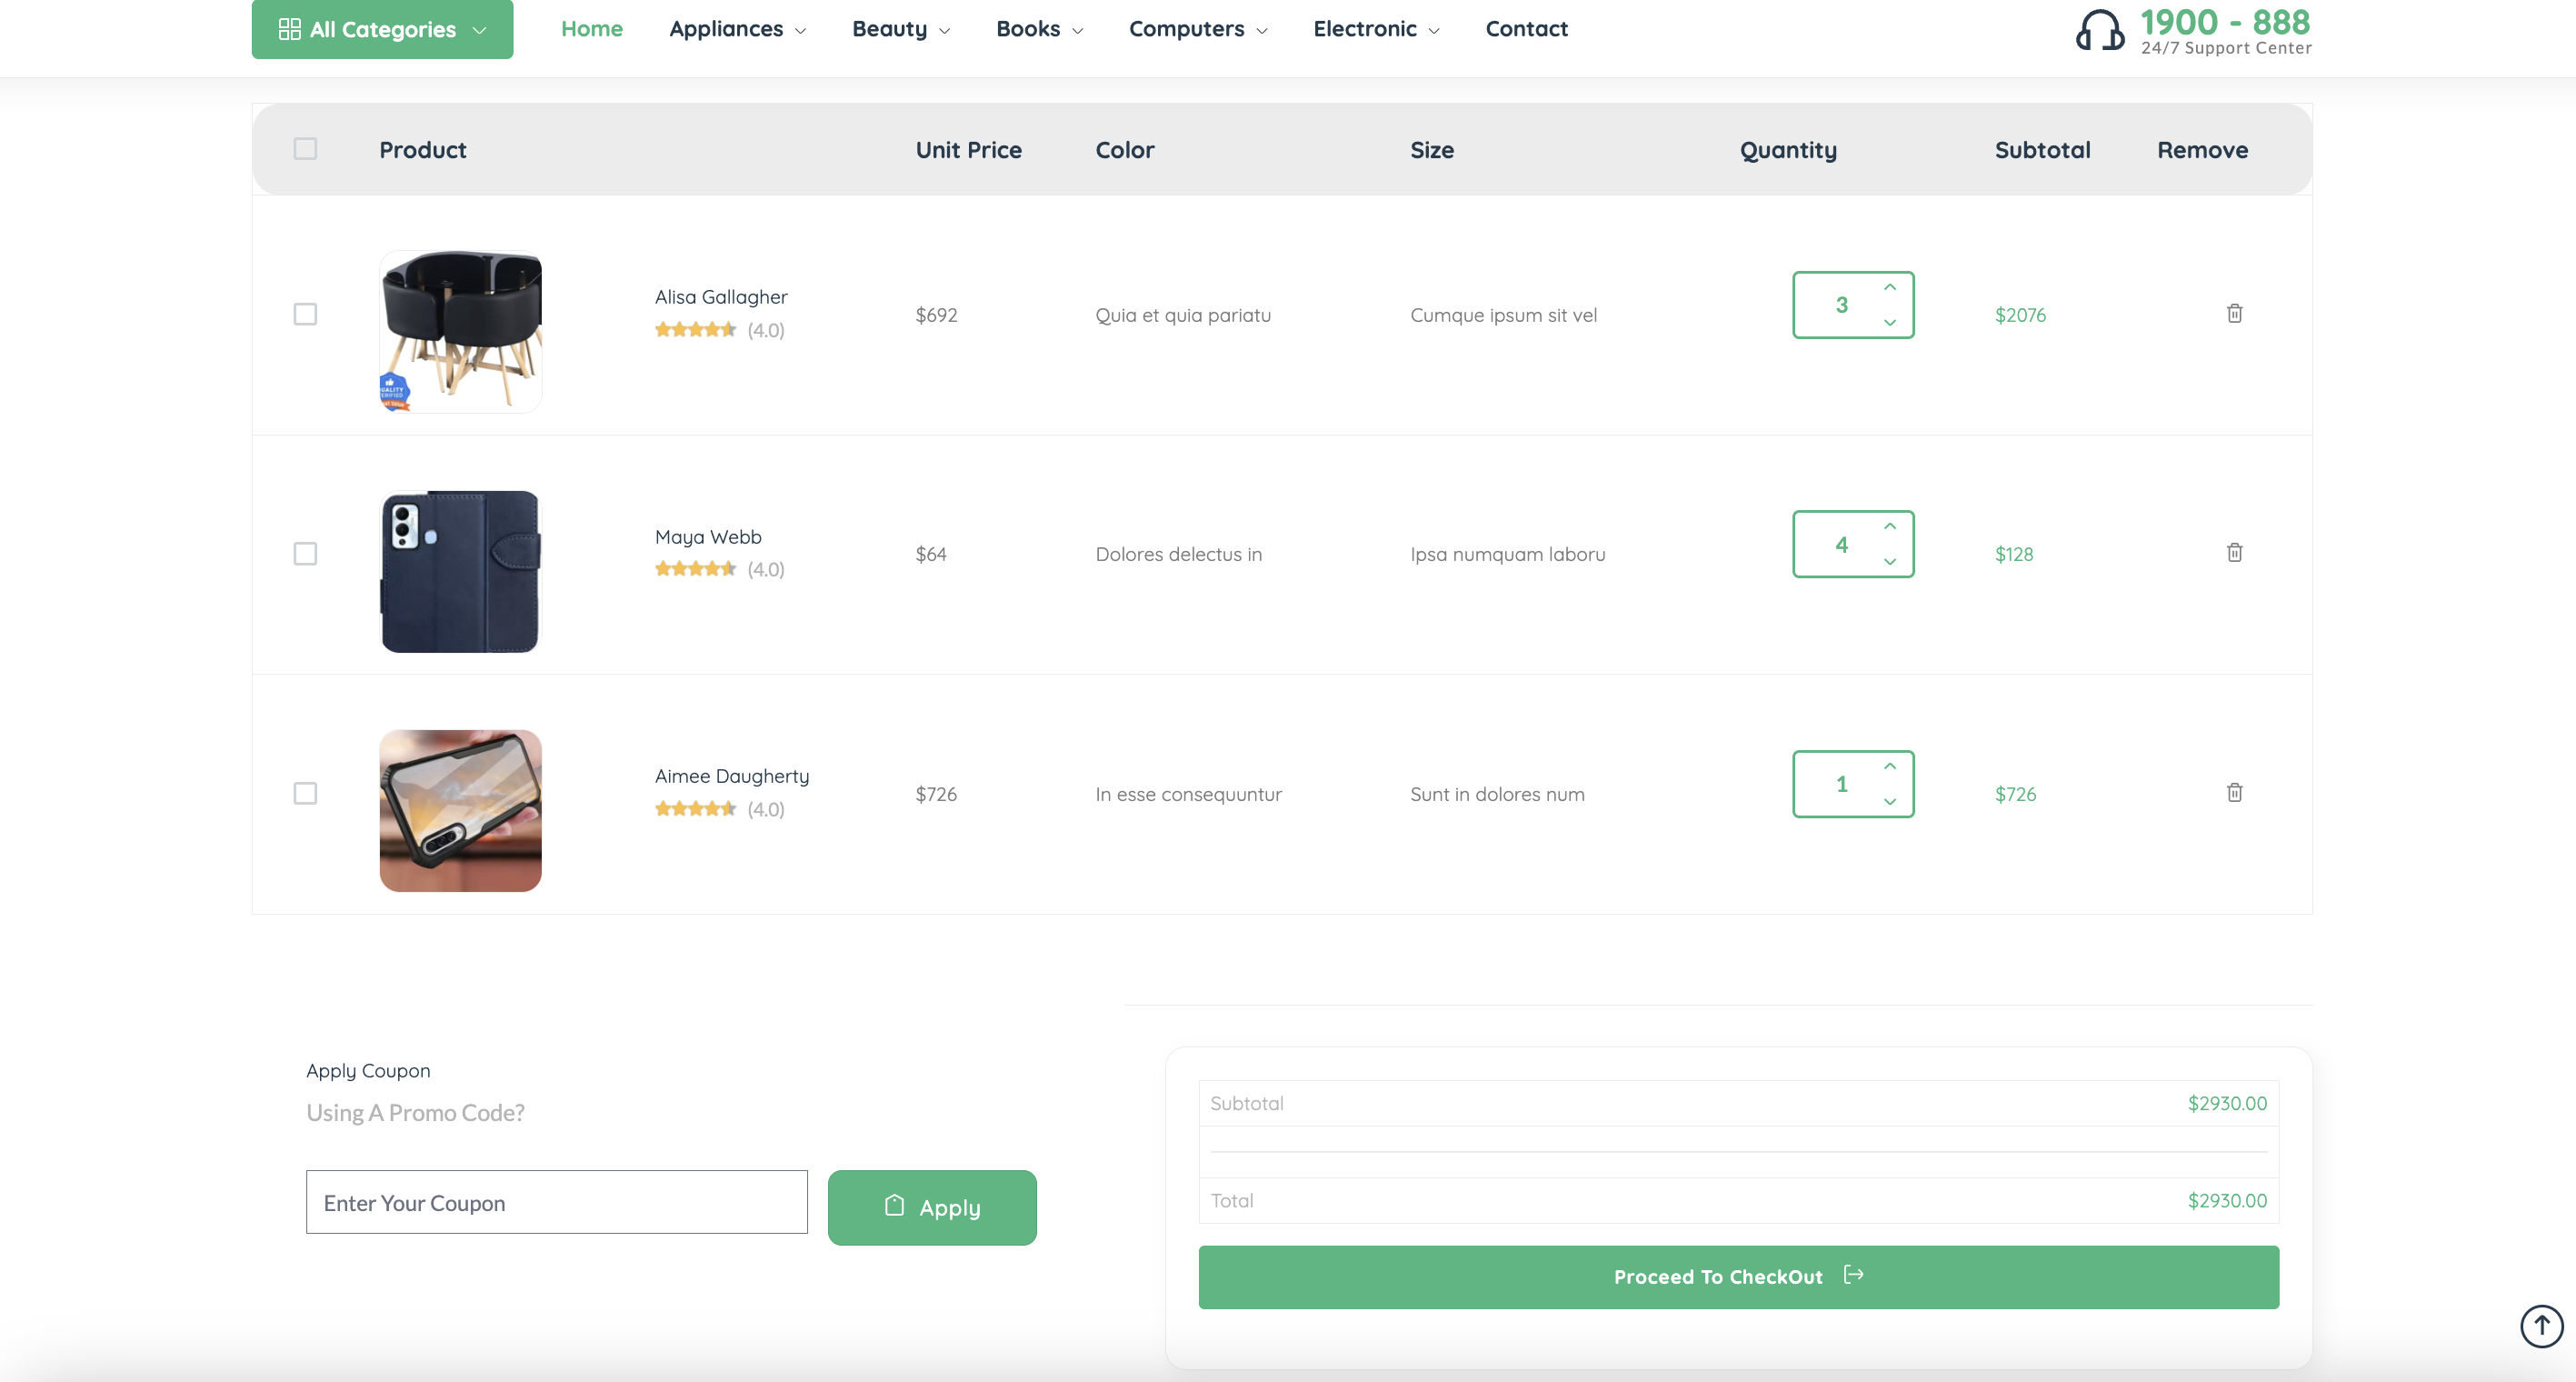 All Categories
Home
Appliances
Beauty
Books
Computers
Electronic
Contact
1900 - 888
24/7 Support Center
Product
Unit Price
Color
Size
Quantity
Subtotal
Remove
Alisa Gallagher
(4.0)
$692
Quia et quia pariatu
Cumque ipsum sit vel
3
$2076
Maya Webb
(4.0)
$64
Dolores delectus in
Ipsa numquam laboru
4
$128
Aimee Daugherty
(4.0)
$726
In esse consequuntur
Sunt in dolores num
1
$726
Apply Coupon
Using A Promo Code?
Enter Your Coupon
Apply
Subtotal
$2930.00
Total
$2930.00
Proceed To CheckOut